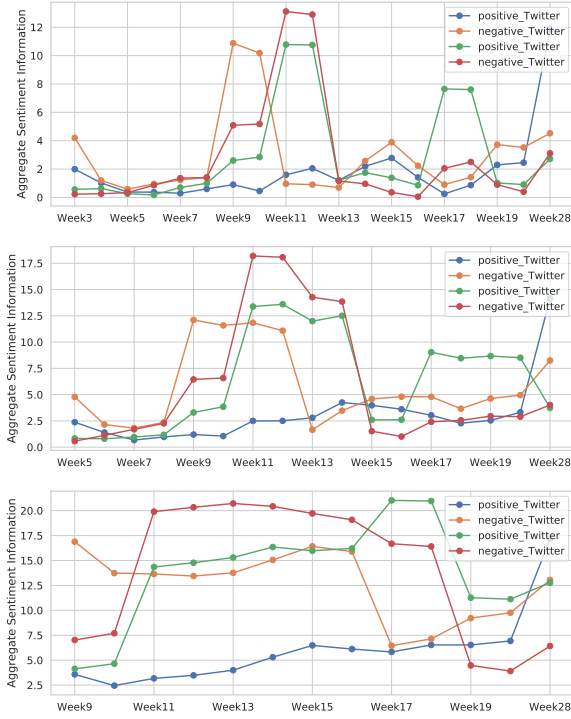 positive_Twitter
negative_Twitter
positive_Twitter
negative_Twitter
Aggregate Sentiment Information
12
10
8
6
4
2
0
Week3 Week5 Week7 Week9 Week11 Week13 Week15 Week17 Week19 Week28
positive_Twitter
negative_Twitter
positive_Twitter
negative_Twitter
Aggregate Sentiment Information
17.5
15.0
12.5
10.0
7.5
5.0
2.5
0.0
Week5 Week7 Week9 Week11 Week13 Week15 Week17 Week19 Week28
positive_Twitter
negative_Twitter
positive_Twitter
negative_Twitter
Aggregate Sentiment Information
20.0
17.5
15.0
12.5
10.0
7.5
5.0
2.5
Week9 Week11 Week13 Week15 Week17 Week19 Week28